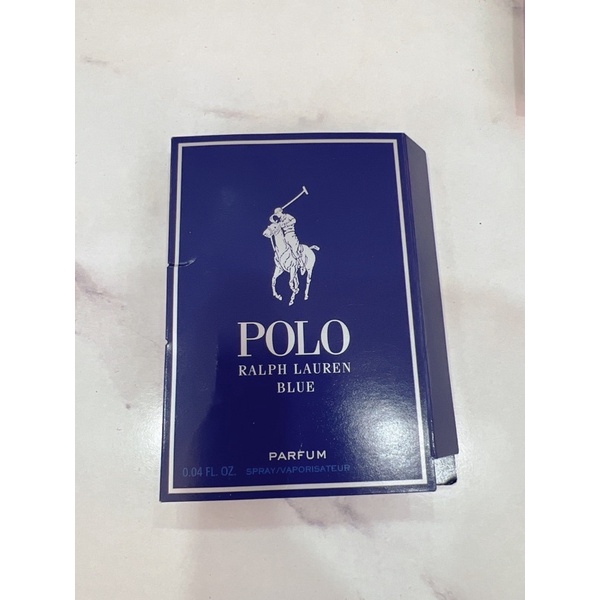 POLO
RALPH LAUREN
BLUE
PARFUM
0.04 FL. OZ. SPRAY/VAPORISATEUR